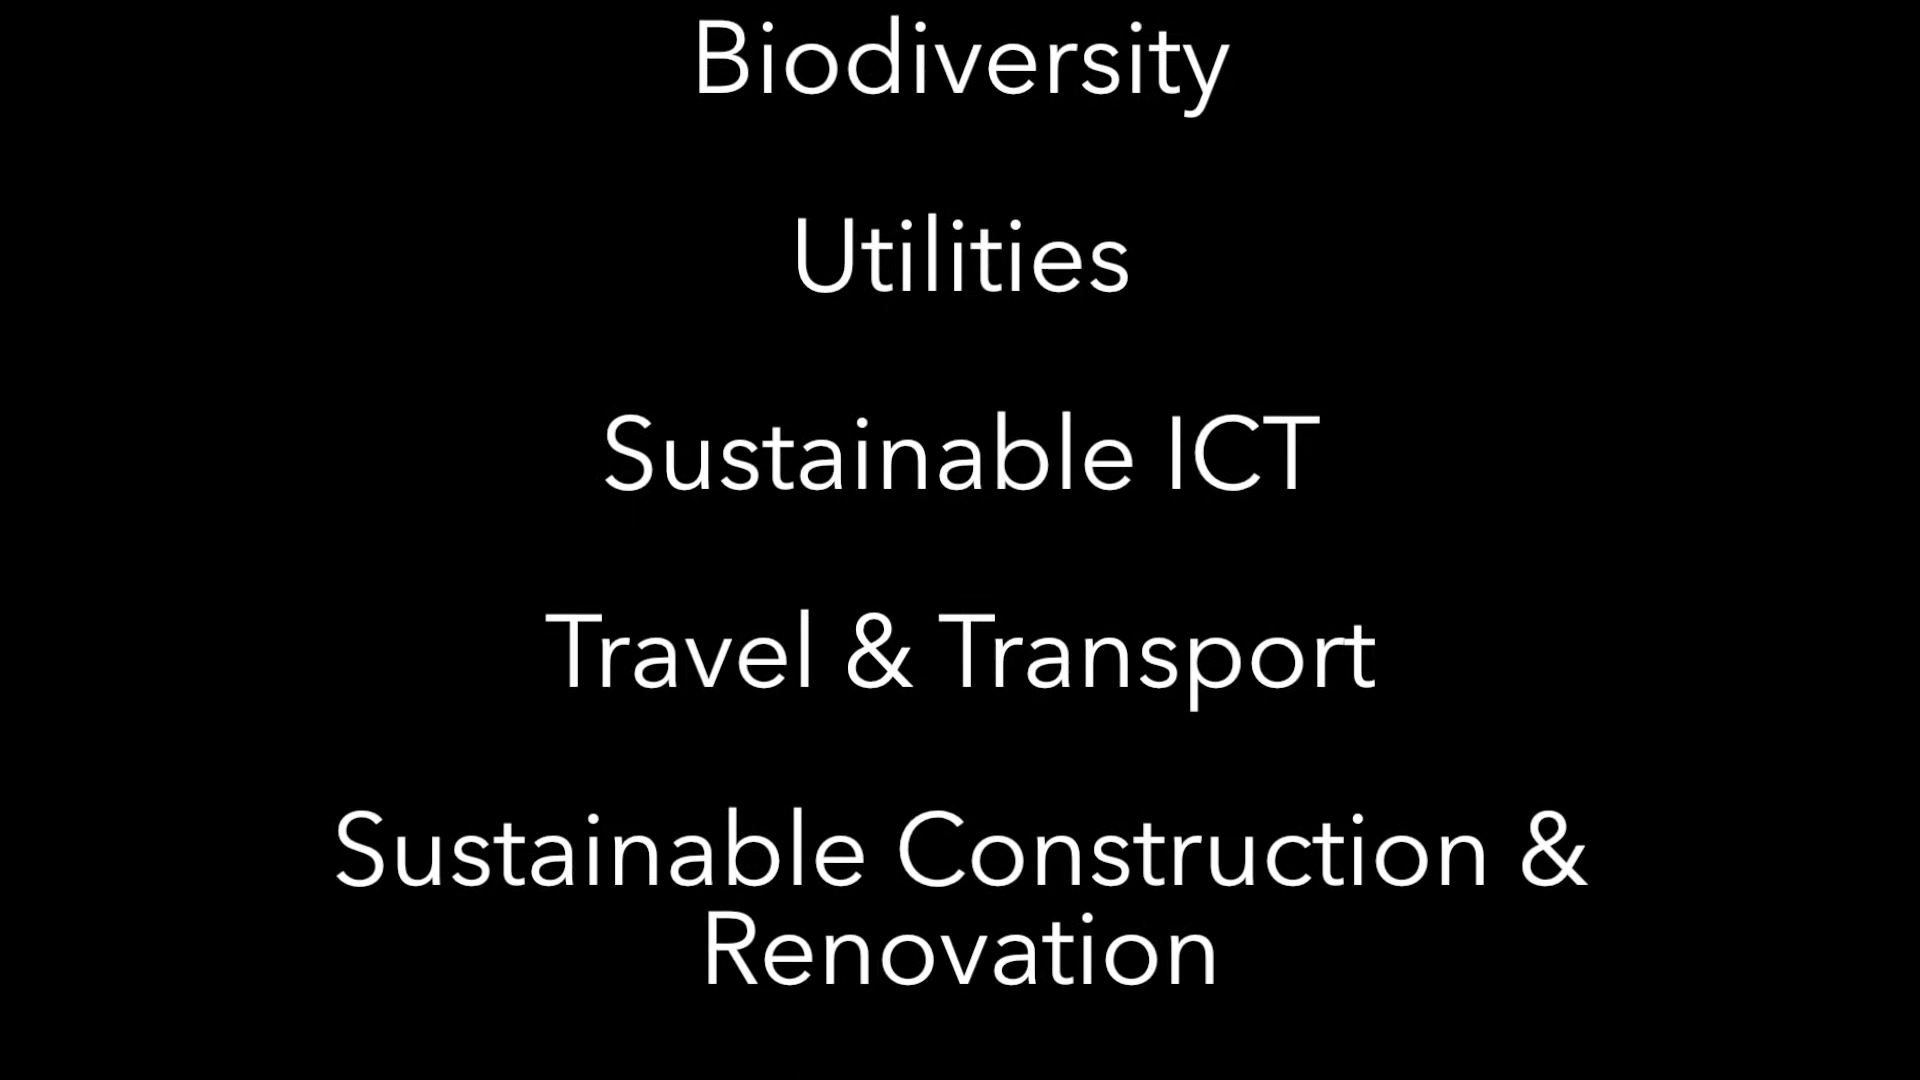 Biodiversity
Utilities
Sustainable ICT
Travel & Transport
Sustainable Construction &
Renovation